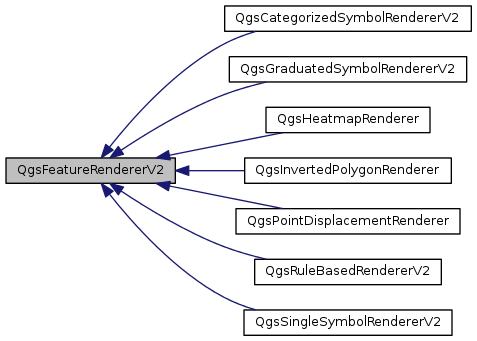 QgsCategorizedSymbolRendererV2
QgsGraduatedSymbolRendererV2
QgsHeatmapRenderer
QgsFeatureRendererV2
QgsInvertedPolygonRenderer
QgsPointDisplacementRenderer
QgsRuleBasedRendererV2
QgsSingleSymbolRendererV2